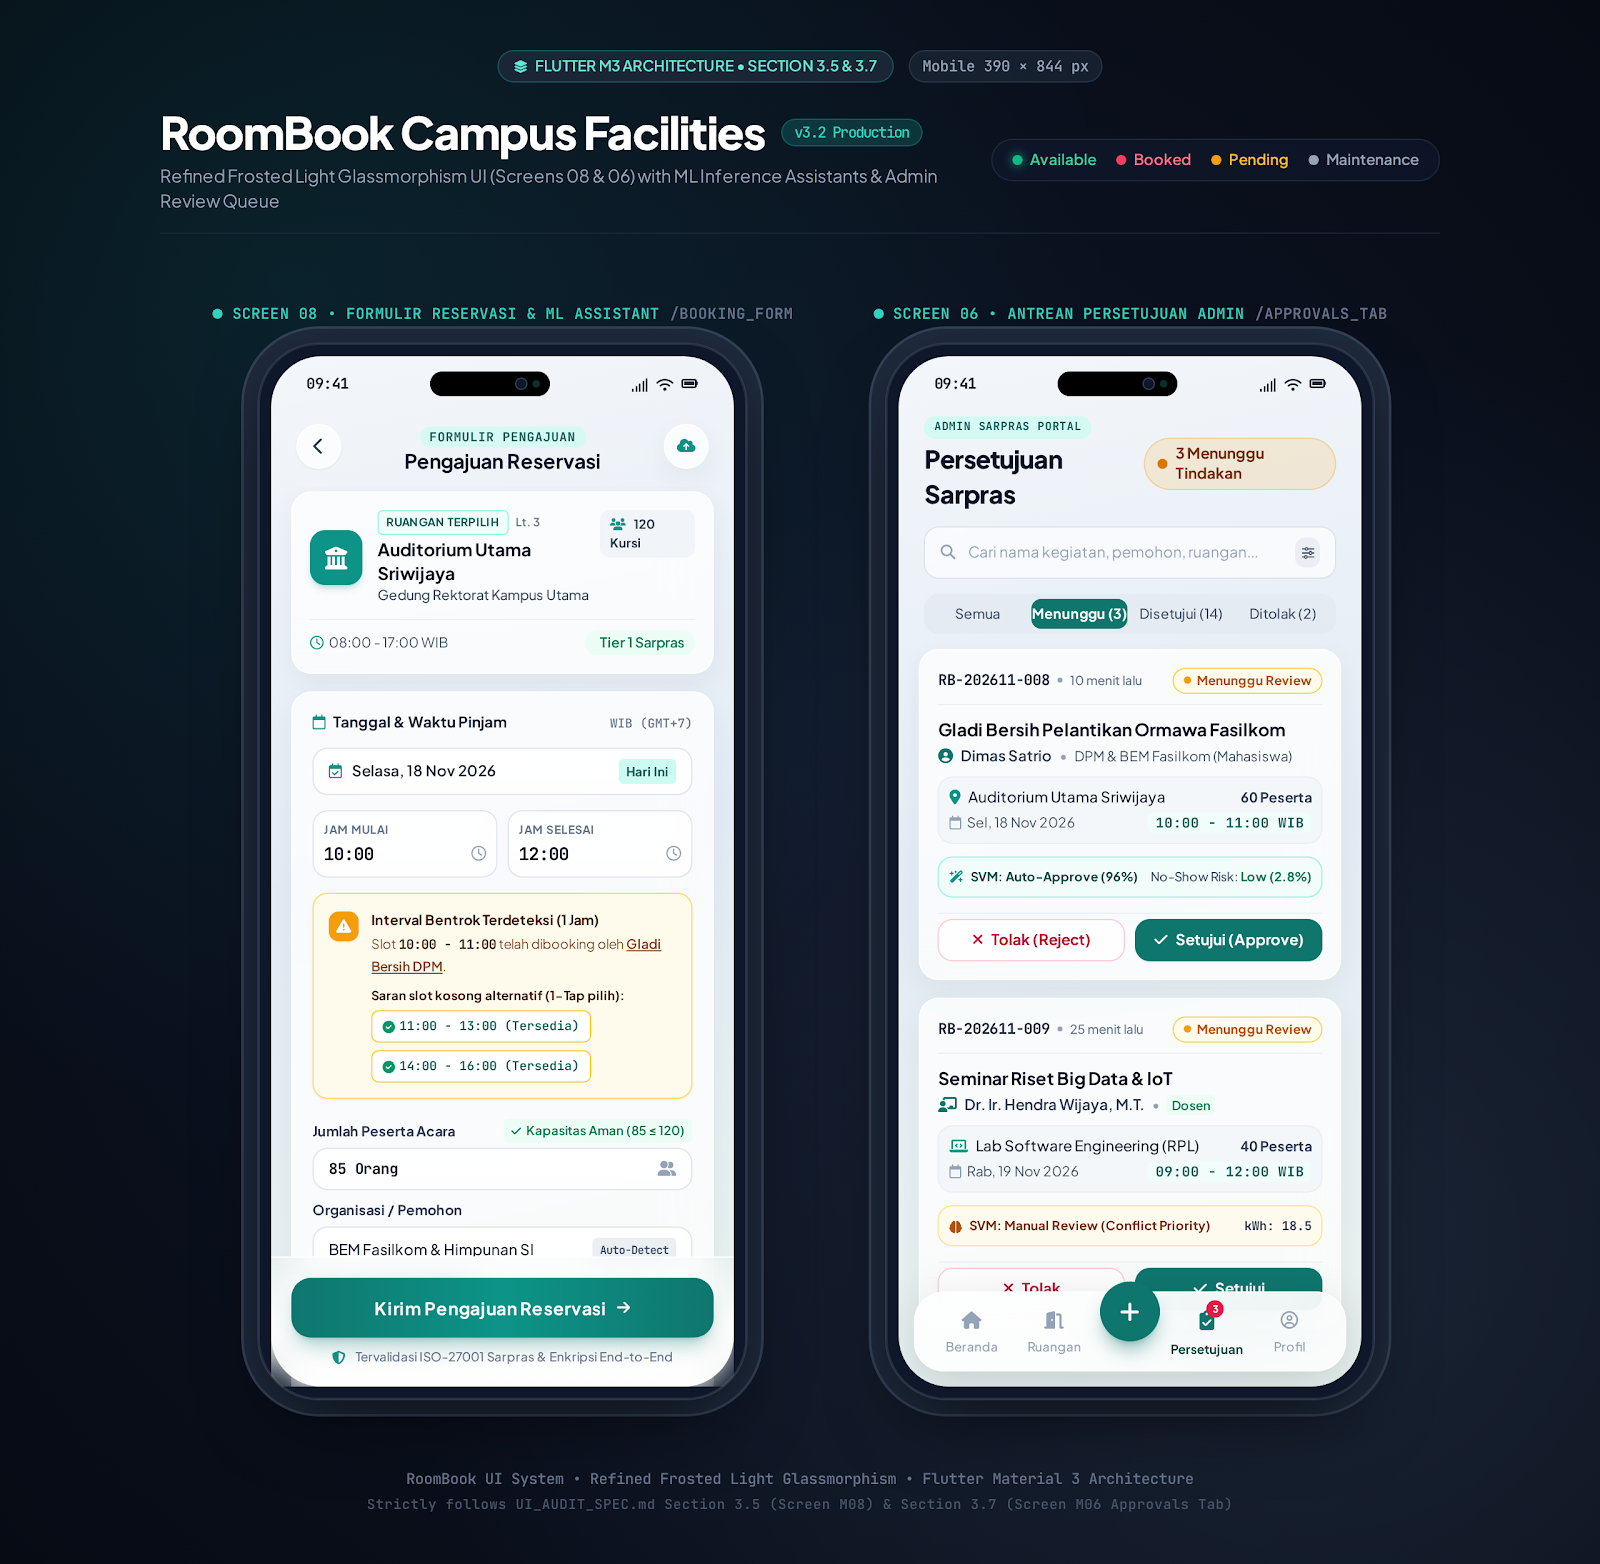 FLUTTER M3 ARCHITECTURE • SECTION 3.5 & 3.7
Mobile 390 × 844 px
RoomBook Campus Facilities
v3.2 Production
Refined Frosted Light Glassmorphism UI (Screens 08 & 06) with ML Inference Assistants & Admin
Review Queue
Available
Booked
Pending
Maintenance
SCREEN 08 • FORMULIR RESERVASI & ML ASSISTANT /BOOKING_FORM
09:41
FORMULIR PENGAJUAN
Pengajuan Reservasi
RUANGAN TERPILIH
Lt. 3
120
Kursi
Auditorium Utama
Sriwijaya
Gedung Rektorat Kampus Utama
08:00 - 17:00 WIB
Tier 1 Sarpras
Tanggal & Waktu Pinjam
WIB (GMT+7)
Selasa, 18 Nov 2026
Hari Ini
JAM MULAI
10:00
JAM SELESAI
12:00
Interval Bentrok Terdeteksi (1 Jam)
Slot 10:00 - 11:00 telah dibooking oleh Gladi
Bersih DPM.
Saran slot kosong alternatif (1-Tap pilih):
11:00 - 13:00 (Tersedia)
14:00 - 16:00 (Tersedia)
Jumlah Peserta Acara
Kapasitas Aman (85 ≤ 120)
85 Orang
Organisasi / Pemohon
BEM Fasilkom & Himpunan SI
Auto-Detect
Kirim Pengajuan Reservasi →
Tervalidasi ISO-27001 Sarpras & Enkripsi End-to-End
SCREEN 06 • ANTREAN PERSETUJUAN ADMIN /APPROVALS_TAB
09:41
ADMIN SARPRAS PORTAL
Persetujuan
Sarpras
3 Menunggu
Tindakan
Cari nama kegiatan, pemohon, ruangan...
Semua
Menunggu (3)
Disetujui (14)
Ditolak (2)
RB-202611-008 • 10 menit lalu
Menunggu Review
Gladi Bersih Pelantikan Ormawa Fasilkom
Dimas Satrio • DPM & BEM Fasilkom (Mahasiswa)
Auditorium Utama Sriwijaya
60 Peserta
Sel, 18 Nov 2026
10:00 - 11:00 WIB
SVM: Auto-Approve (96%)
No-Show Risk: Low (2.8%)
Tolak (Reject)
Setujui (Approve)
RB-202611-009 • 25 menit lalu
Menunggu Review
Seminar Riset Big Data & IoT
Dr. Ir. Hendra Wijaya, M.T. • Dosen
Lab Software Engineering (RPL)
40 Peserta
Rab, 19 Nov 2026
09:00 - 12:00 WIB
SVM: Manual Review (Conflict Priority)
kWh: 18.5
Tolak
Setujui
Beranda
Ruangan
3
Persetujuan
Profil
RoomBook UI System • Refined Frosted Light Glassmorphism • Flutter Material 3 Architecture
Strictly follows UI_AUDIT_SPEC.md Section 3.5 (Screen M08) & Section 3.7 (Screen M06 Approvals Tab)